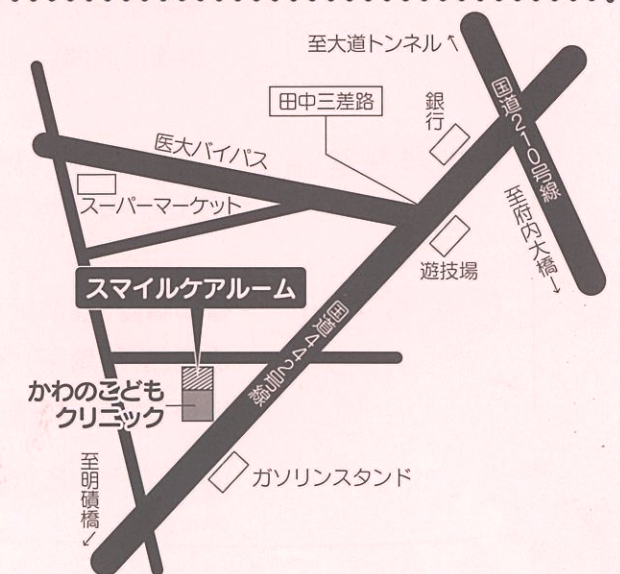 至大道トンネル↑
田中三差路
銀行
国道210号線
医大バイパス
スーパーマーケット
至府内大橋↓
遊技場
スマイルケアルーム
国道442号線
かわのこども
クリニック
ガソリンスタンド
至明磧橋↓